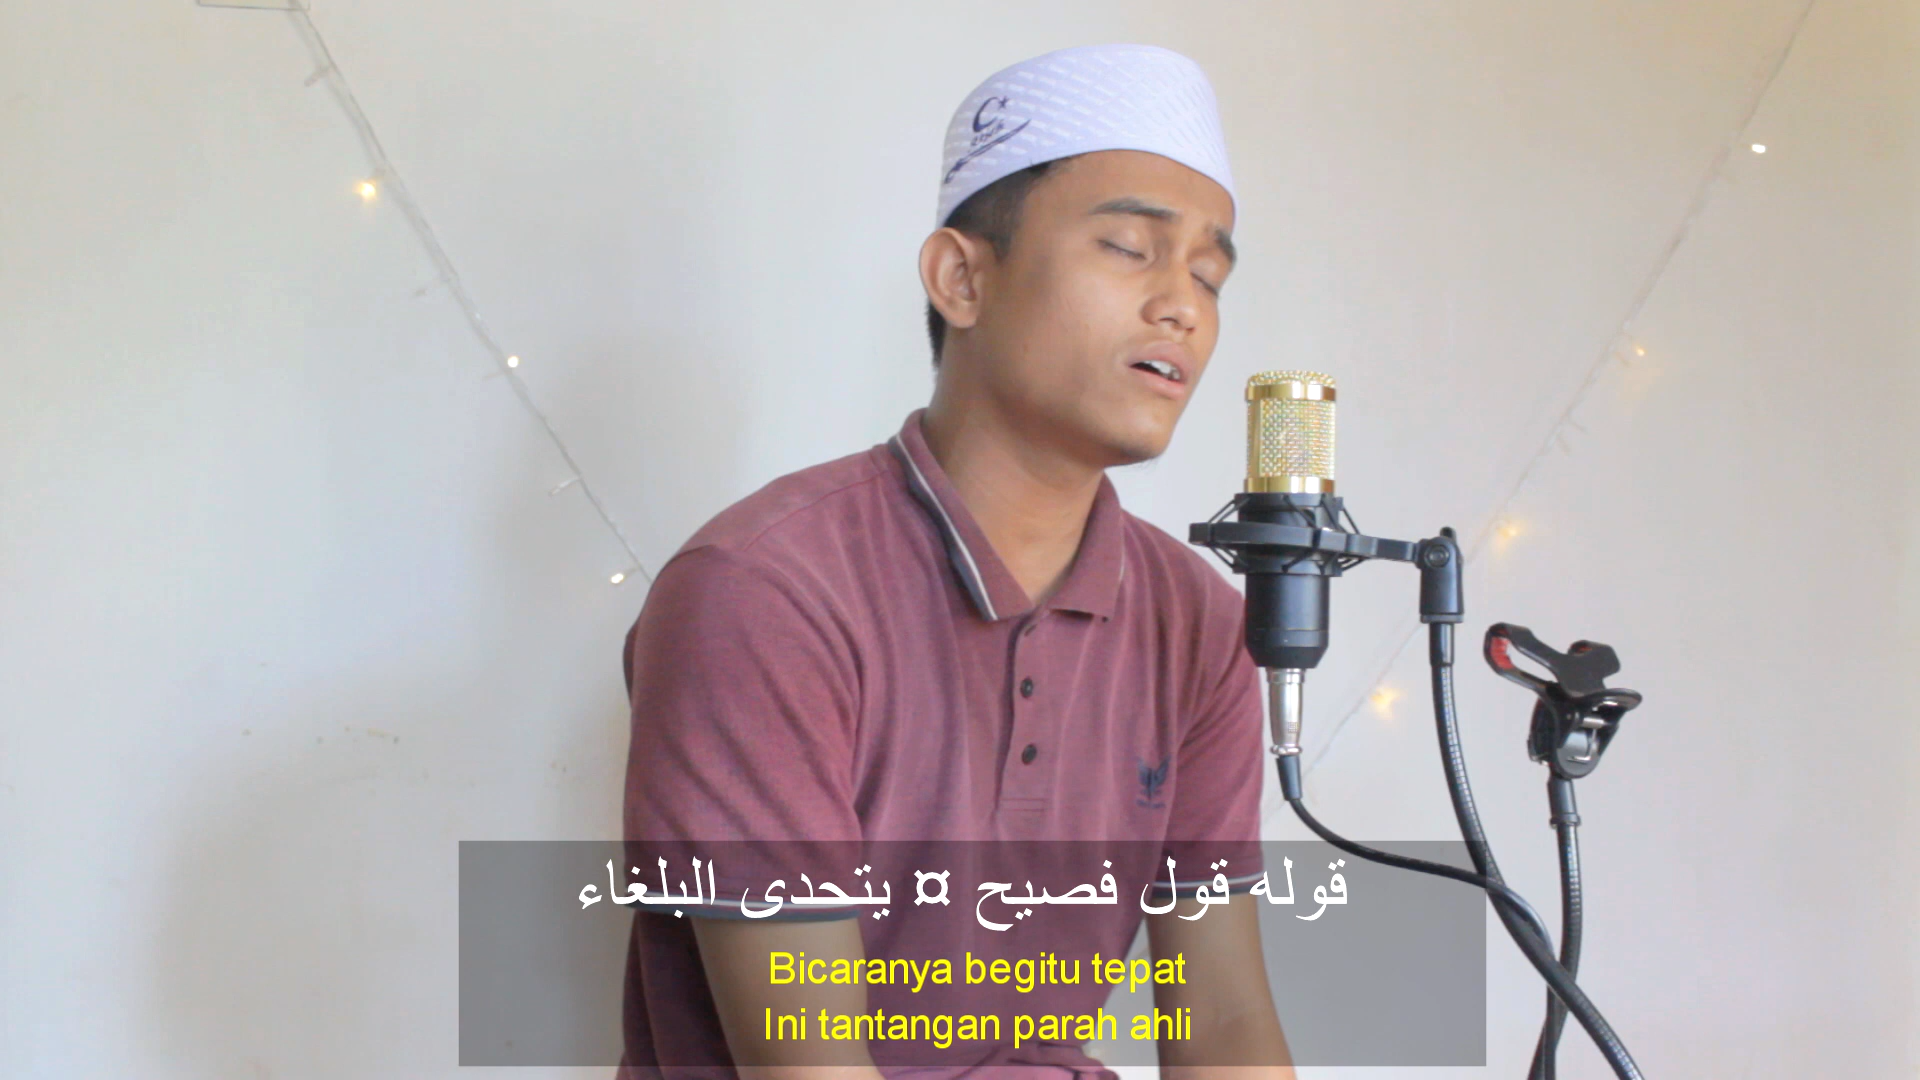 قوله قول فصيح ¤ يتحدى البلغاء
Bicaranya begitu tepat
Ini tantangan parah ahli